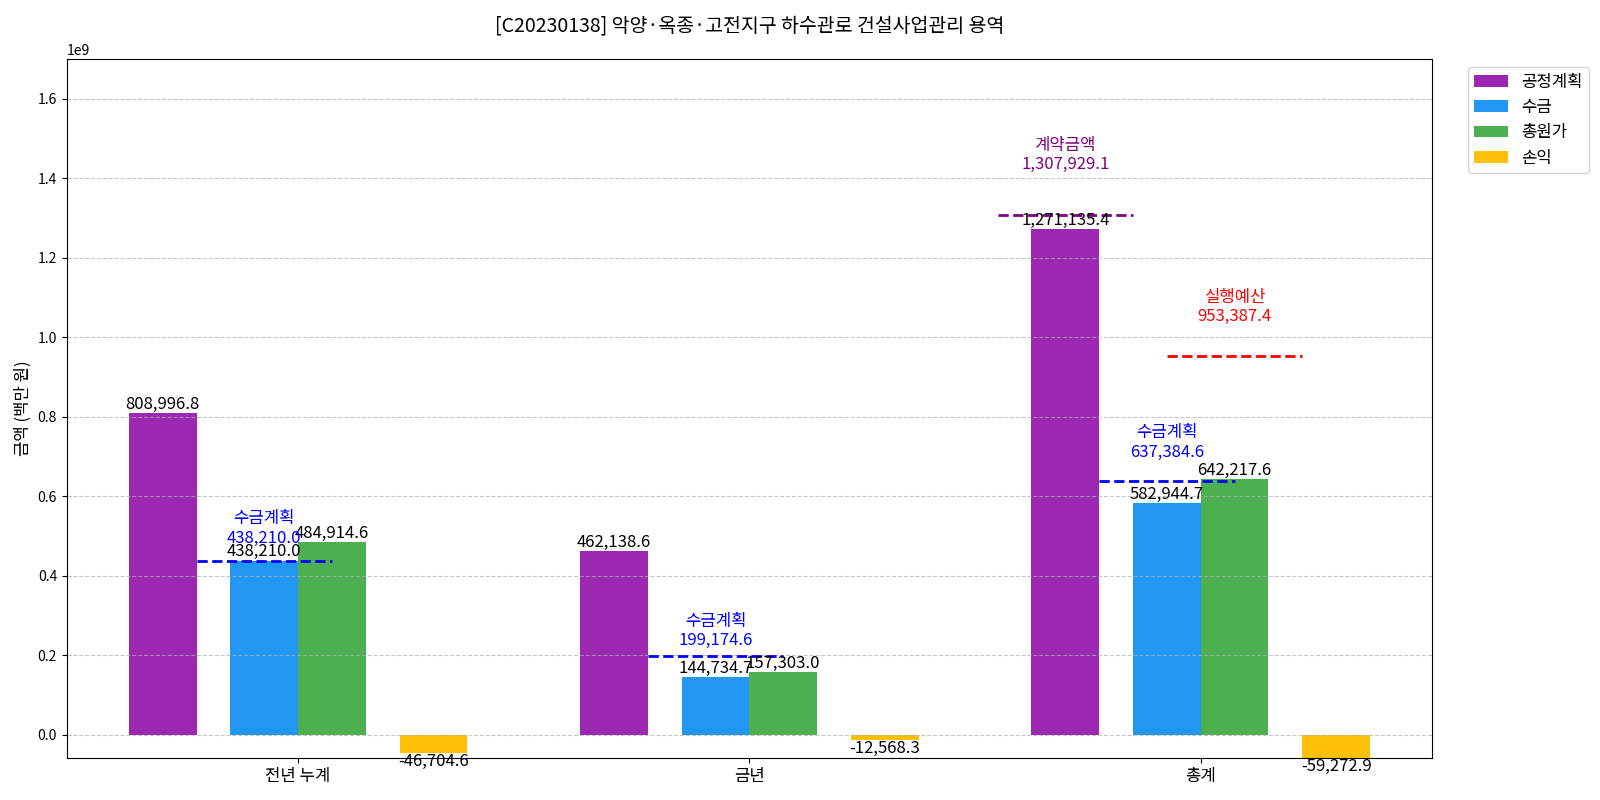 [C20230138] 악양·옥종·고전지구 하수관로 건설사업관리 용역
1e9
금액 (백만 원)
1.6
1.4
1.2
1.0
0.8
0.6
0.4
0.2
0.0
808,996.8
수금계획
438,210.0
438,210.0
484,914.6
-46,704.6
462,138.6
수금계획
199,174.6
144,734.7
157,303.0
-12,568.3
계약금액
1,307,929.1
1,271,135.4
실행예산
953,387.4
수금계획
637,384.6
582,944.7
642,217.6
-59,272.9
전년 누계
금년
총계
공정계획
수금
총원가
손익